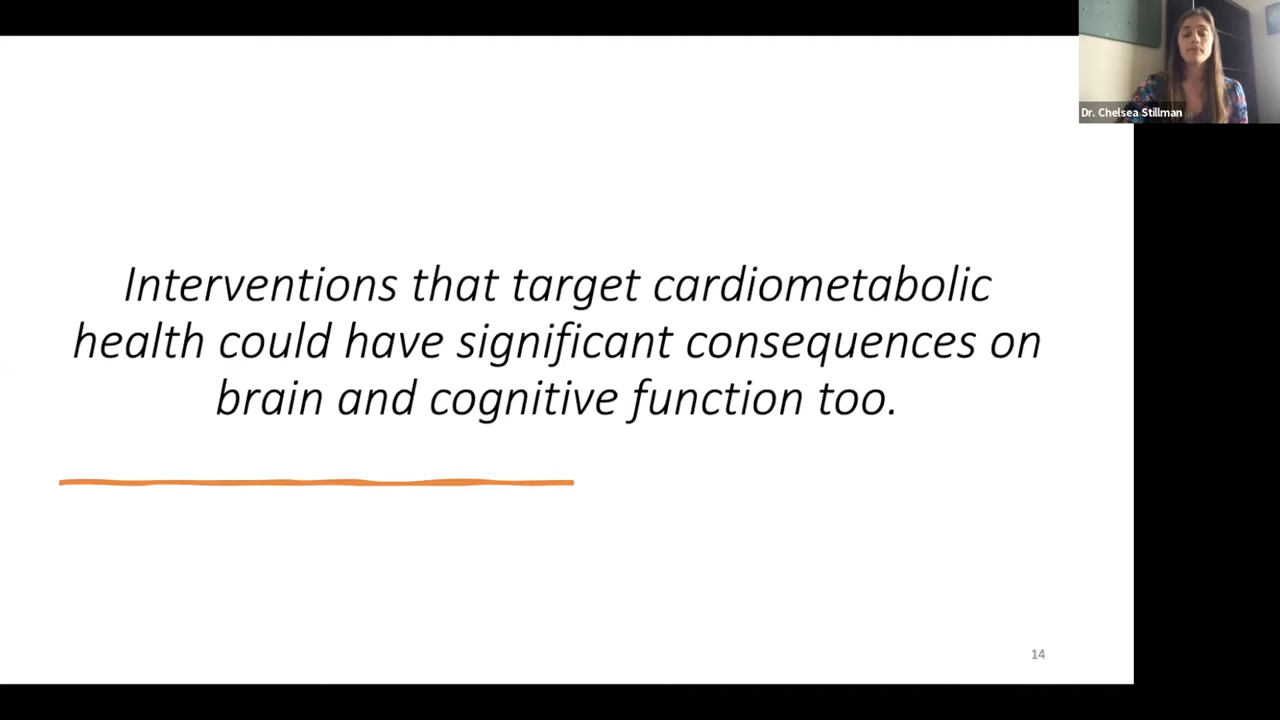 Dr. Chelsea Stillman
Interventions that target cardiometabolic
health could have significant consequences on
brain and cognitive function too.
14